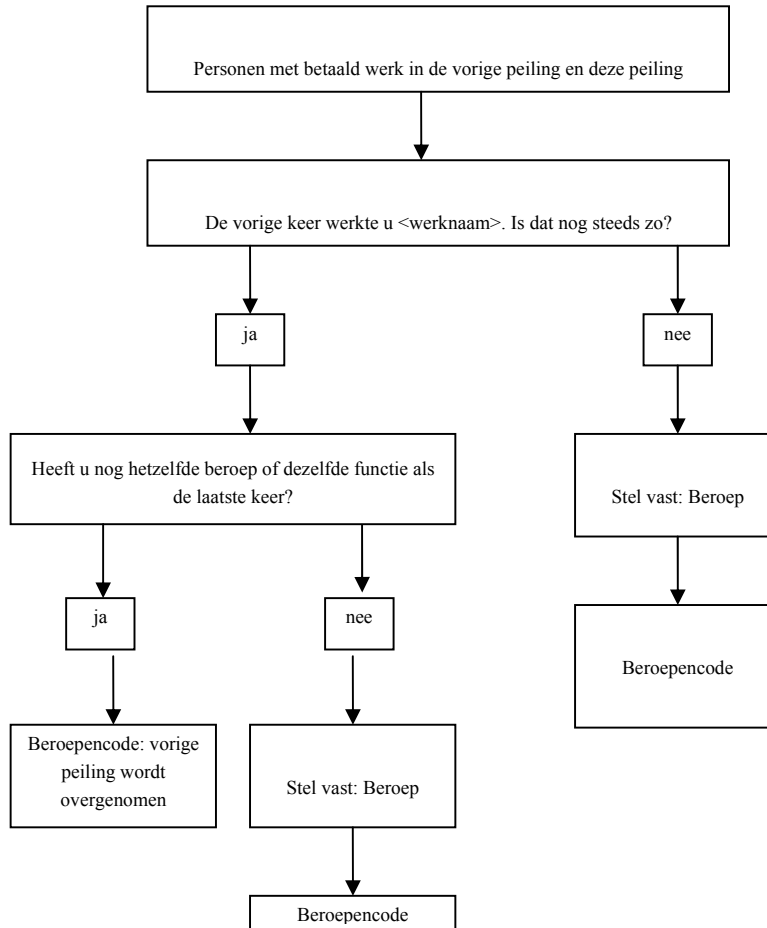 Personen met betaald werk in de vorige peiling en deze peiling
De vorige keer werkte u <werknaam>. Is dat nog steeds zo?
ja
nee
Heeft u nog hetzelfde beroep of dezelfde functie als
de laatste keer?
Stel vast: Beroep
ja
nee
Beroepencode
Beroepencode: vorige
peiling wordt
overgenomen
Stel vast: Beroep
Beroepencode